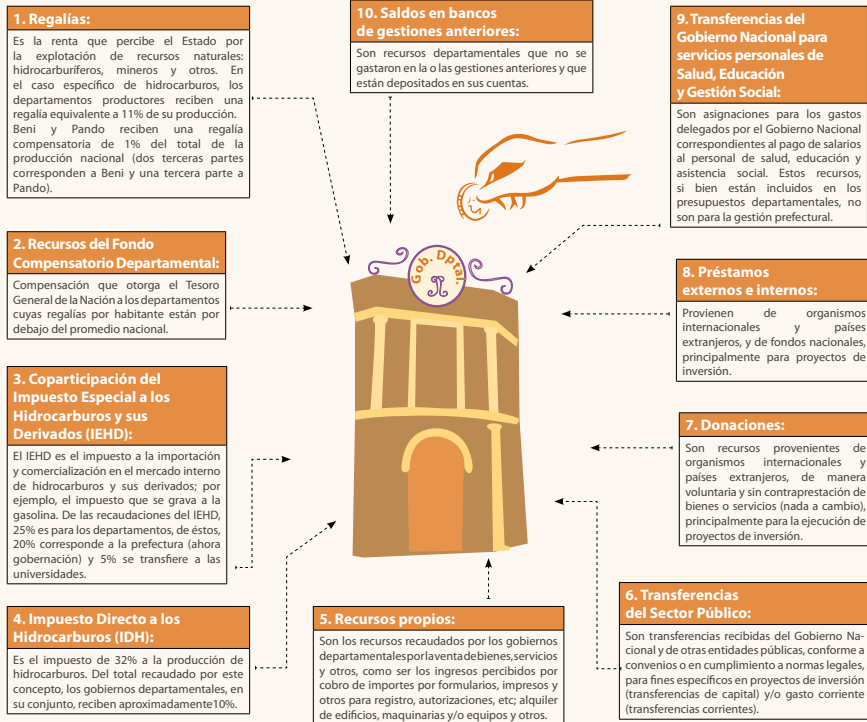 1. Regalías:
Es la renta que percibe el Estado por
la explotación de recursos naturales:
hidrocarburíferos, mineros y otros. En
el caso específico de hidrocarburos, los
departamentos productores reciben una
regalía equivalente a 11% de su producción.
Beni y Pando reciben una regalía
compensatoria de 1% del total de la
producción nacional (dos terceras partes
corresponden a Beni y una tercera parte a
Pando).
2. Recursos del Fondo
Compensatorio Departamental:
Compensación que otorga el Tesoro
General de la Nación a los departamentos
cuyas regalías por habitante están por
debajo del promedio nacional.
3. Coparticipación del
Impuesto Especial a los
Hidrocarburos y sus
Derivados (IEHD):
El IEHD es el impuesto a la importación
y comercialización en el mercado interno
de hidrocarburos y sus derivados; por
ejemplo, el impuesto que se grava a la
gasolina. De las recaudaciones del IEHD,
25% es para los departamentos, de éstos,
20% corresponde a la prefectura (ahora
gobernación) y 5% se transfiere a las
universidades.
4. Impuesto Directo a los
Hidrocarburos (IDH):
Es el impuesto de 32% a la producción de
hidrocarburos. Del total recaudado por este
concepto, los gobiernos departamentales, en
su conjunto, reciben aproximadamente10%.
5. Recursos propios:
Son los recursos recaudados por los gobiernos
departamentales por la venta de bienes, servicios
y otros, como ser los ingresos percibidos por
cobro de importes por formularios, impresos y
otros para registro, autorizaciones, etc; alquiler
de edificios, maquinarias y/o equipos y otros.
6. Transferencias
del Sector Público:
Son transferencias recibidas del Gobierno Na-
cional y de otras entidades públicas, conforme a
convenios o en cumplimiento a normas legales,
para fines específicos en proyectos de inversión
(transferencias de capital) y/o gasto corriente
(transferencias corrientes).
7. Donaciones:
Son recursos provenientes de
organismos internacionales y
países extranjeros, de manera
voluntaria y sin contraprestación de
bienes o servicios (nada a cambio),
principalmente para la ejecución de
proyectos de inversión.
8. Préstamos
externos e internos:
Provienen de organismos
internacionales y países
extranjeros, y de fondos nacionales,
principalmente para proyectos de
inversión.
9. Transferencias del
Gobierno Nacional para
servicios personales de
Salud, Educación
y Gestión Social:
Son asignaciones para los gastos
delegados por el Gobierno Nacional
correspondientes al pago de salarios
al personal de salud, educación y
asistencia social. Estos recursos,
si bien están incluidos en los
presupuestos departamentales, no
son para la gestión prefectural.
10. Saldos en bancos
de gestiones anteriores:
Son recursos departamentales que no se
gastaron en la o las gestiones anteriores y que
están depositados en sus cuentas.
Gob. Dptal.